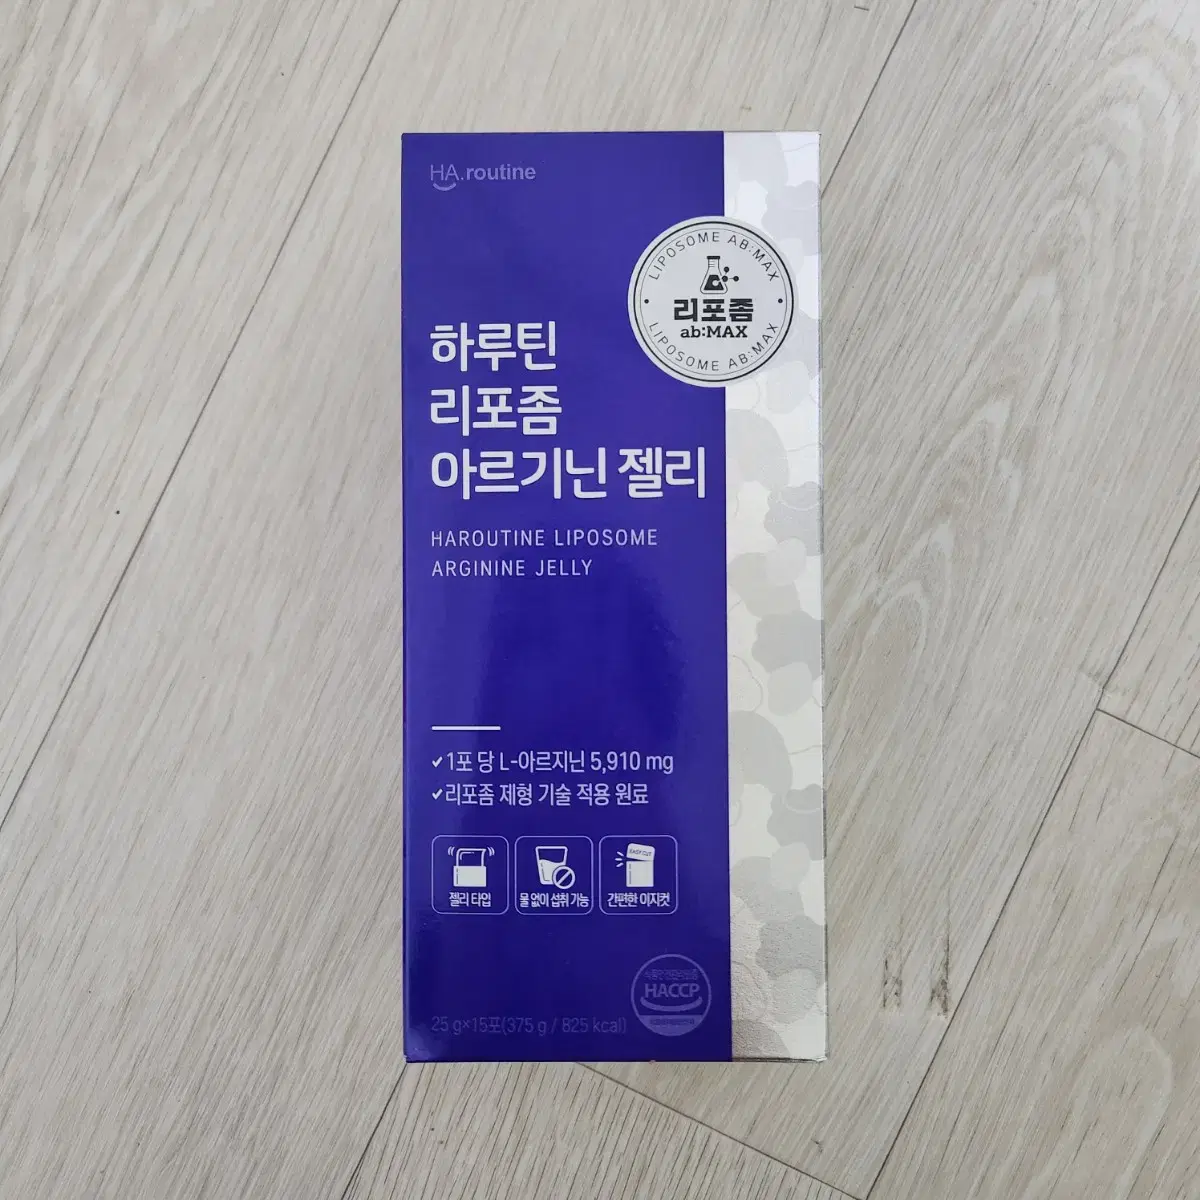 HA.routine
LIPOSOME AB:MAX
리포좀
ab:MAX
LIPOSOME AB:MAX
하루틴
리포좀
아르기닌 젤리
HAROUTINE LIPOSOME
ARGININE JELLY
1포 당 L-아르지닌 5,910 mg
리포좀 제형 기술 적용 원료
젤리 타입
물 없이 섭취 가능
EASY CUT
간편한 이지컷
HACCP
25 g×15포(375 g / 825 kcal)